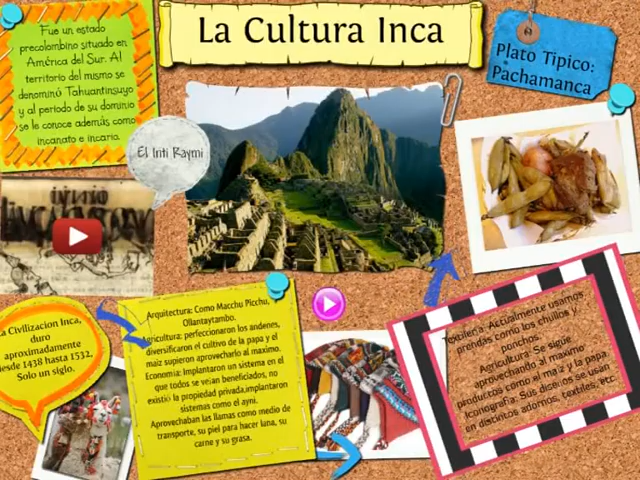 La Cultura Inca
Fue un estado
precolombino situado en
América del Sur. Al
territorio del mismo se
denominó Tahuantinsuyo
y al período de su dominio
se le conoce además como
incanato e incario.
El Inti Raymi
Plato Tipico:
Pachamanca
La Civilizacion Inca,
duro
aproximadamente
desde 1438 hasta 1532,
Solo un siglo.
Arquitectura: Como Macchu Picchu,
Ollantaytambo.
Agricultura: perfeccionaron los andenes,
diversificaron el cultivo de la papa y el
maiz supieron aprovecharlo al maximo.
Economia: Implantaron un sistema en el
que todos se veian beneficiados, no
existio la propiedad privada,implantaron
sistemas como el ayni.
Aprovechaban las llamas como medio de
transporte, su piel para hacer lana, su
carne y su grasa.
Textileria: Actualmente usamos
prendas como los chillos y
ponchos.
Agricultura: Se sigue
aprovechando al maximo
productos como el maiz y la papa
Iconografia: Sus diseños se usan
en distintos adornos, textiles, etc.